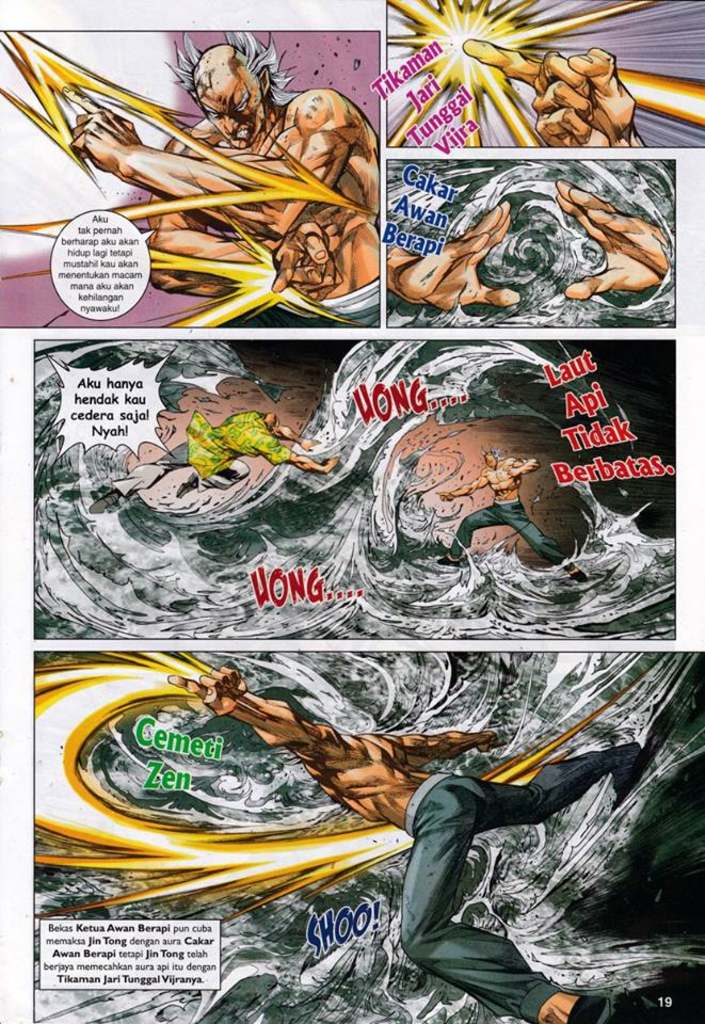 Aku
tak pernah
berharap aku akan
hidup lagi tetapi
mustahil kau akan
menentukan macam
mana aku akan
kehilangan
nyawaku!
Tikaman
Jari
Tunggal
Vijra
Cakar
Awan
Berapi
Aku hanya
hendak kau
cedera saja!
Nyah!
UONG....
Laut
Api
Tidak
Berbatas.
UONG....
Cemeti
Zen
SHOO!
Bekas Ketua Awan Berapi pun cuba
memaksa Jin Tong dengan aura Cakar
Awan Berapi tetapi Jin Tong telah
berjaya memecahkan aura api itu dengan
Tikaman Jari Tunggal Vijranya.
19